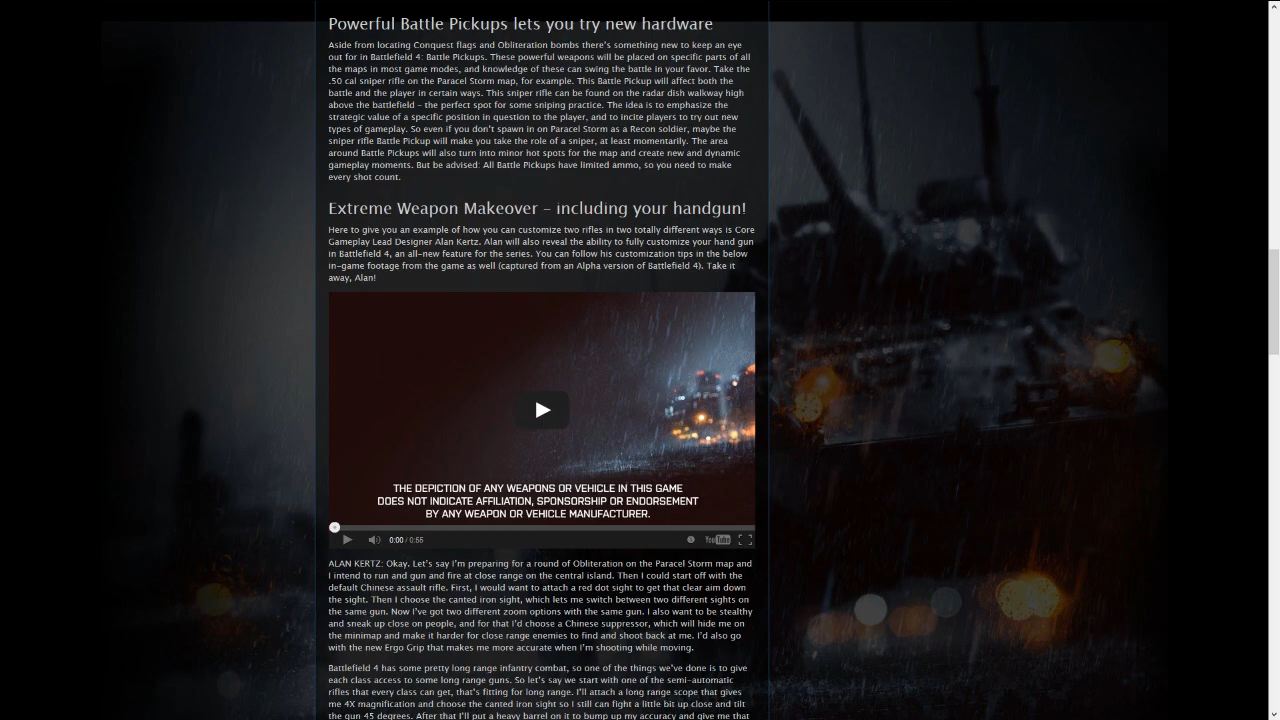 Powerful Battle Pickups lets you try new hardware
Aside from locating Conquest flags and Obliteration bombs there's something new to keep an eye
out for in Battlefield 4: Battle Pickups. These powerful weapons will be placed on specific parts of all
the maps in most game modes, and knowledge of these can swing the battle in your favor. Take the
.50 cal sniper rifle on the Paracel Storm map, for example. This Battle Pickup will affect both the
battle and the player in certain ways. This sniper rifle can be found on the radar dish walkway high
above the battlefield – the perfect spot for some sniping practice. The idea is to emphasize the
strategic value of a specific position in question to the player, and to incite players to try out new
types of gameplay. So even if you don't spawn in on Paracel Storm as a Recon soldier, maybe the
sniper rifle Battle Pickup will make you take the role of a sniper, at least momentarily. The area
around Battle Pickups will also turn into minor hot spots for the map and create new and dynamic
gameplay moments. But be advised: All Battle Pickups have limited ammo, so you need to make
every shot count.
Extreme Weapon Makeover – including your handgun!
Here to give you an example of how you can customize two rifles in two totally different ways is Core
Gameplay Lead Designer Alan Kertz. Alan will also reveal the ability to fully customize your hand gun
in Battlefield 4, an all-new feature for the series. You can follow his customization tips in the below
in-game footage from the game as well (captured from an Alpha version of Battlefield 4). Take it
away, Alan!
THE DEPICTION OF ANY WEAPONS OR VEHICLE IN THIS GAME
DOES NOT INDICATE AFFILIATION, SPONSORSHIP OR ENDORSEMENT
BY ANY WEAPON OR VEHICLE MANUFACTURER.
0:00 / 0:55
YouTube
ALAN KERTZ: Okay. Let's say I'm preparing for a round of Obliteration on the Paracel Storm map and
I intend to run and gun and fire at close range on the central island. Then I could start off with the
default Chinese assault rifle. First, I would want to attach a red dot sight to get that clear aim down
the sight. Then I choose the canted iron sight, which lets me switch between two different sights on
the same gun. Now I've got two different zoom options with the same gun. I also want to be stealthy
and sneak up close on people, and for that I'd choose a Chinese suppressor, which will hide me on
the minimap and make it harder for close range enemies to find and shoot back at me. I'd also go
with the new Ergo Grip that makes me more accurate when I'm shooting while moving.
Battlefield 4 has some pretty long range infantry combat, so one of the things we've done is to give
each class access to some long range guns. So let's say we start with one of the semi-automatic
rifles that every class can get, that's fitting for long range. I'll attach a long range scope that gives
me 4X magnification and choose the canted iron sight so I still can fight a little bit up close and tilt
the gun 45 degrees. After that I'll put a heavy barrel on it to bump up my accuracy and give me that